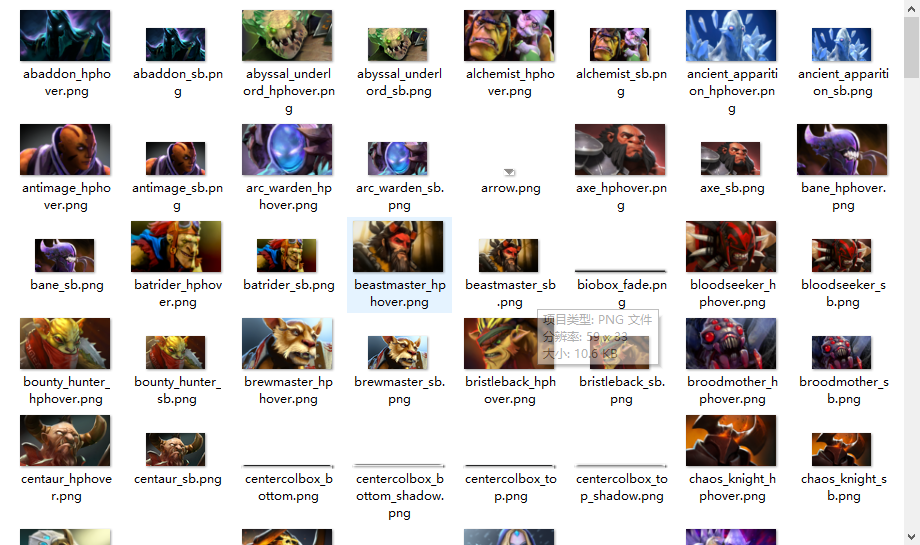 abaddon_hphover.png
abaddon_sb.png
abyssal_underlord_hphover.png
abyssal_underlord_sb.png
alchemist_hphover.png
alchemist_sb.png
ancient_apparition_hphover.png
ancient_apparition_sb.png
antimage_hphover.png
antimage_sb.png
arc_warden_hphover.png
arc_warden_sb.png
arrow.png
axe_hphover.png
axe_sb.png
bane_hphover.png
bane_sb.png
batrider_hphover.png
batrider_sb.png
beastmaster_hphover.png
beastmaster_sb.png
biobox_fade.png
bloodseeker_hphover.png
bloodseeker_sb.png
项目类型: PNG 文件
分辨率: 59 x 33
大小: 10.6 KB
bounty_hunter_hphover.png
bounty_hunter_sb.png
brewmaster_hphover.png
brewmaster_sb.png
bristleback_hphover.png
bristleback_sb.png
broodmother_hphover.png
broodmother_sb.png
centaur_hphover.png
centaur_sb.png
centercolbox_bottom.png
centercolbox_bottom_shadow.png
centercolbox_top.png
centercolbox_top_shadow.png
chaos_knight_hphover.png
chaos_knight_sb.png